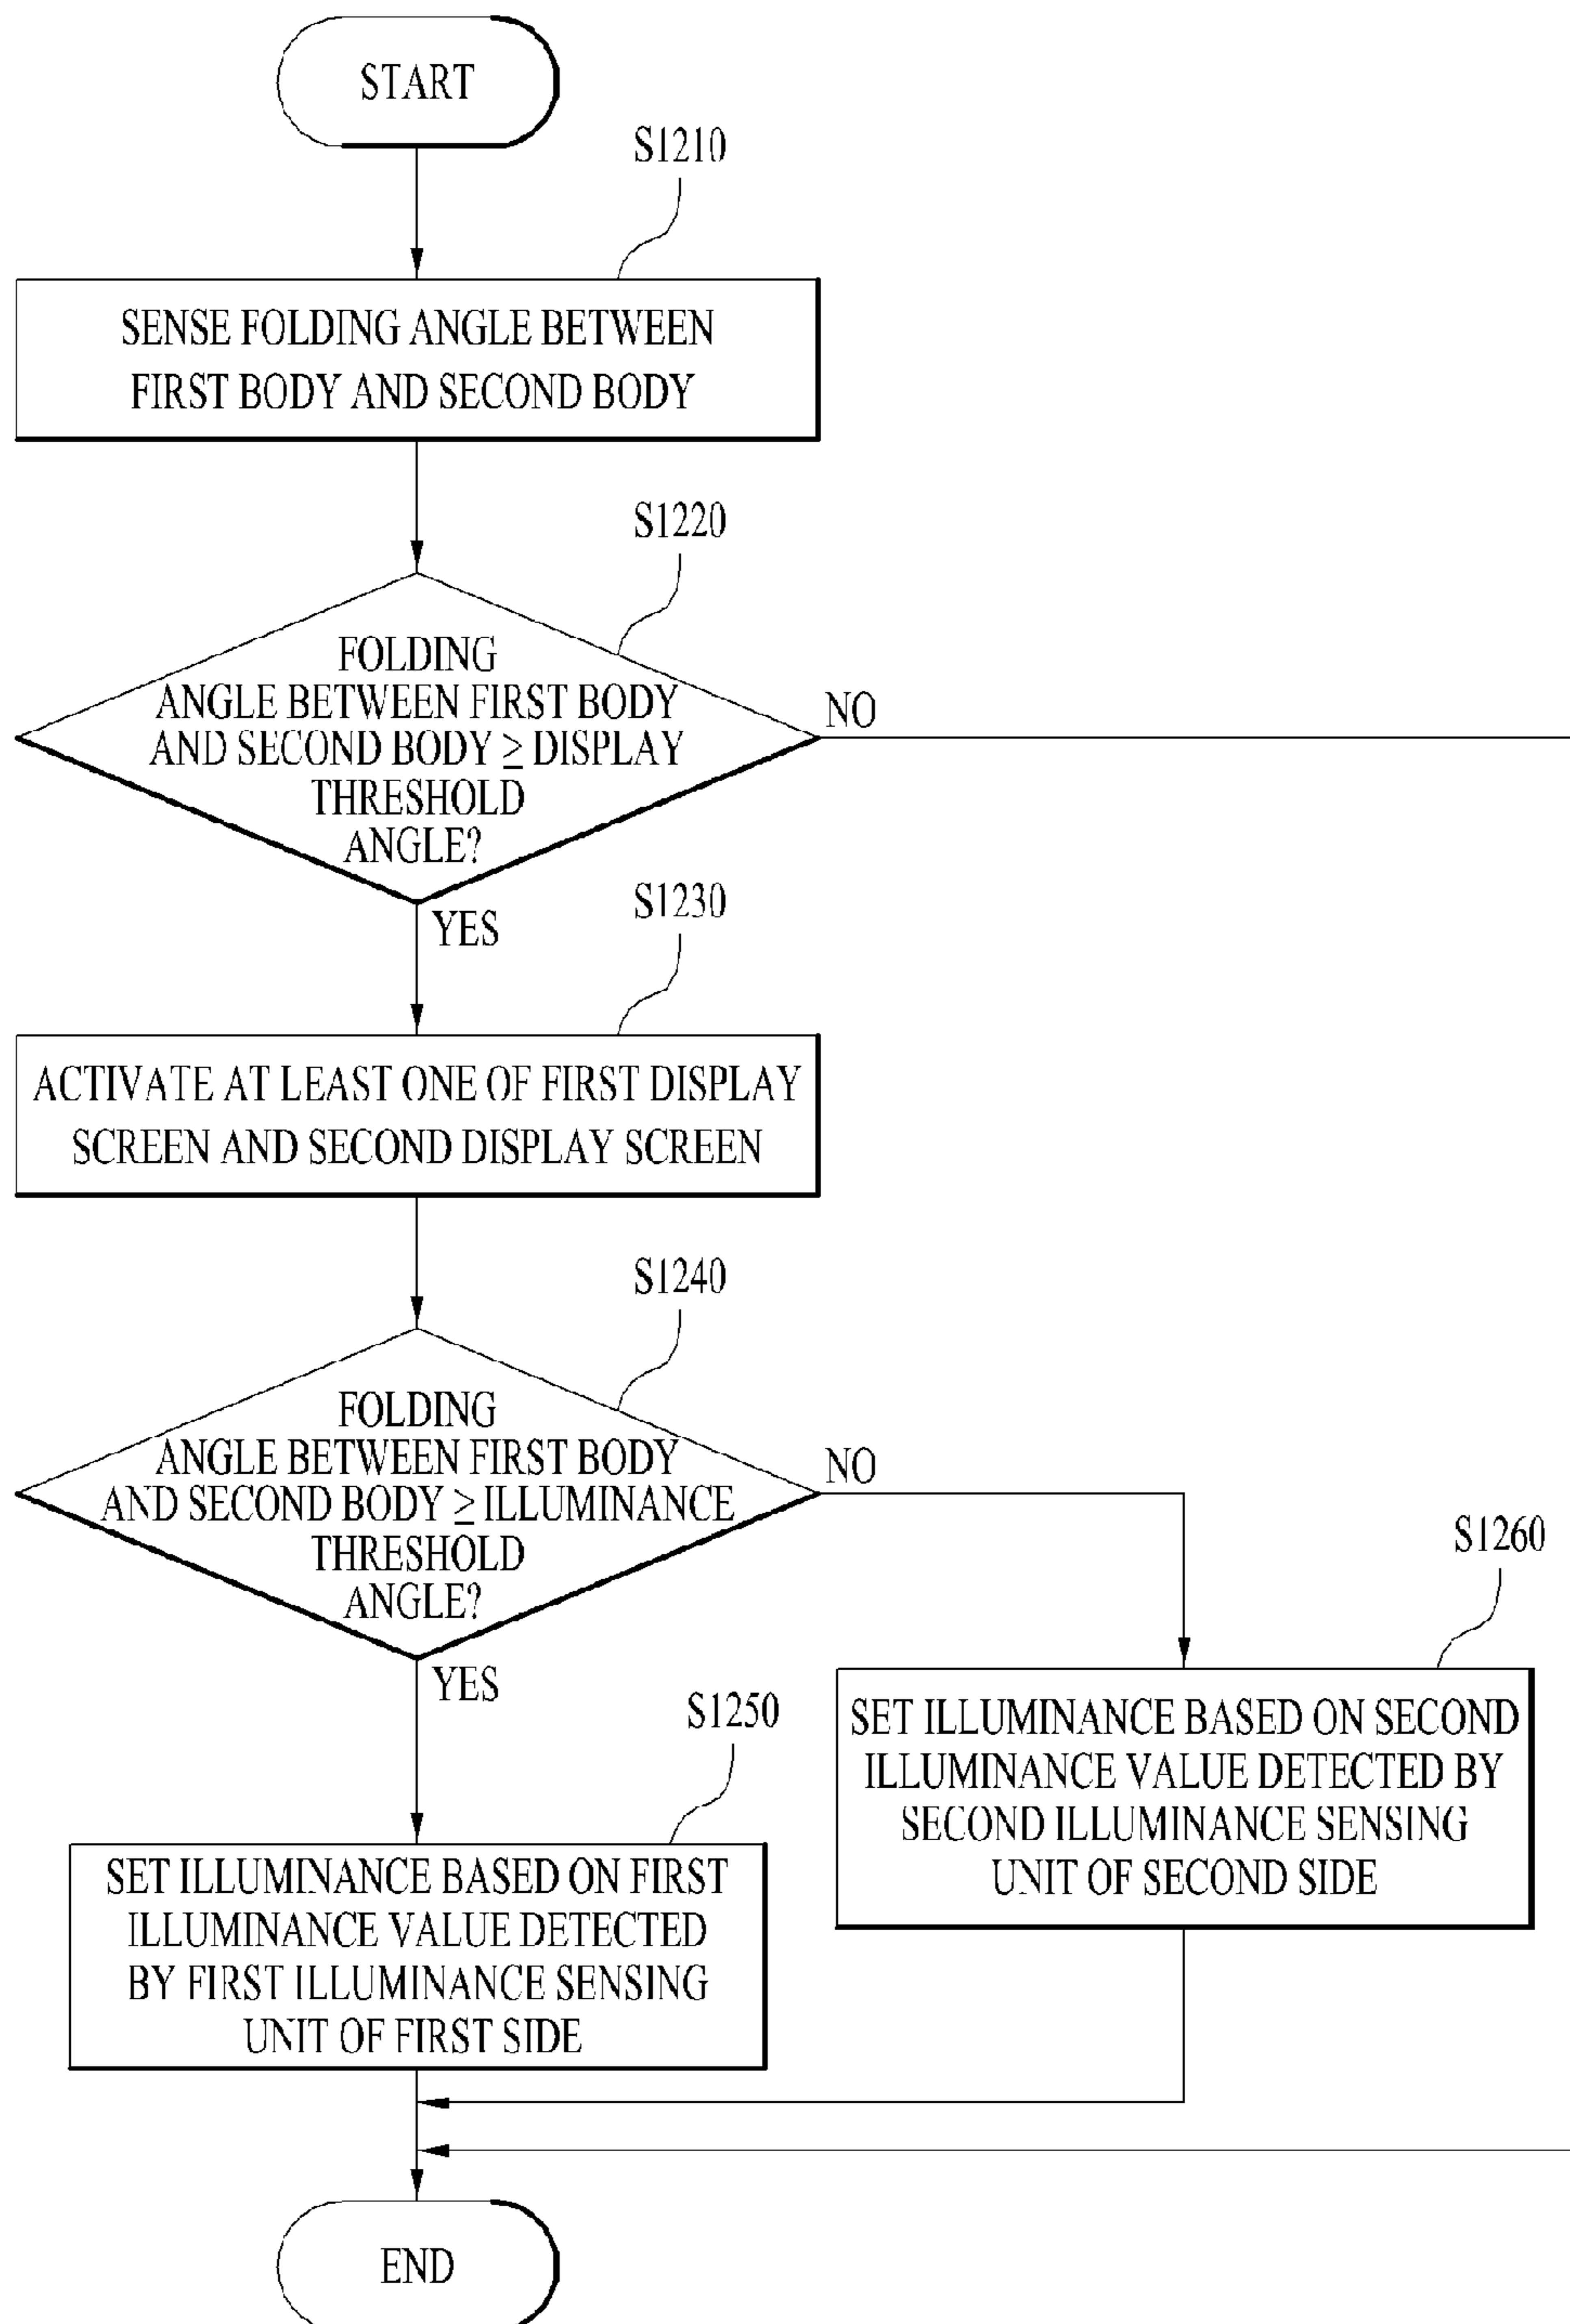 START
S1210
SENSE FOLDING ANGLE BETWEEN
FIRST BODY AND SECOND BODY
S1220
FOLDING
ANGLE BETWEEN FIRST BODY
AND SECOND BODY ≥ DISPLAY
THRESHOLD
ANGLE?
NO
YES
S1230
ACTIVATE AT LEAST ONE OF FIRST DISPLAY
SCREEN AND SECOND DISPLAY SCREEN
S1240
FOLDING
ANGLE BETWEEN FIRST BODY
AND SECOND BODY ≥ ILLUMINANCE
THRESHOLD
ANGLE?
NO
YES
S1260
SET ILLUMINANCE BASED ON SECOND
ILLUMINANCE VALUE DETECTED BY
SECOND ILLUMINANCE SENSING
UNIT OF SECOND SIDE
S1250
SET ILLUMINANCE BASED ON FIRST
ILLUMINANCE VALUE DETECTED
BY FIRST ILLUMINANCE SENSING
UNIT OF FIRST SIDE
END